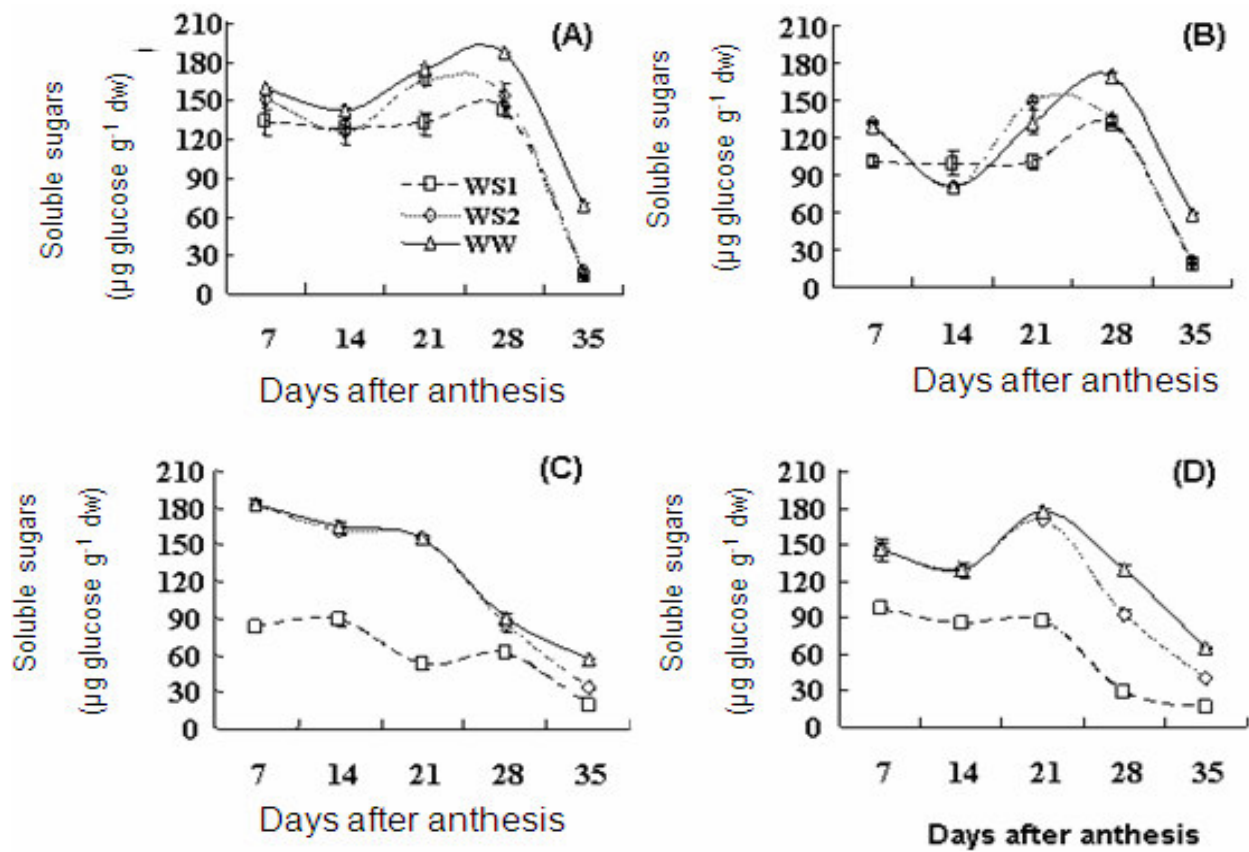 (A)
Soluble sugars
(µg glucose g-1 dw)
210
180
150
120
90
60
30
0
WS1
WS2
WW
7 14 21 28 35
Days after anthesis
(B)
Soluble sugars
(µg glucose g-1 dw)
210
180
150
120
90
60
30
0
7 14 21 28 35
Days after anthesis
(C)
Soluble sugars
(µg glucose g-1 dw)
210
180
150
120
90
60
30
0
7 14 21 28 35
Days after anthesis
(D)
Soluble sugars
(µg glucose g-1 dw)
210
180
150
120
90
60
30
0
7 14 21 28 35
Days after anthesis